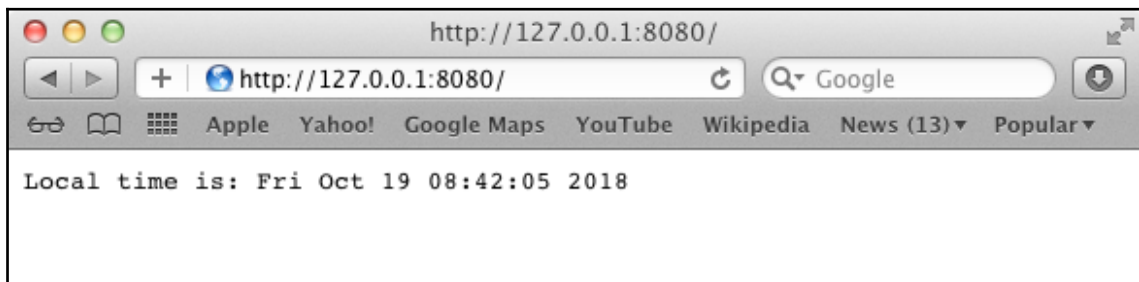 http://127.0.0.1:8080/
http://127.0.0.1:8080/ Google
Apple Yahoo! Google Maps YouTube Wikipedia News (13) Popular
Local time is: Fri Oct 19 08:42:05 2018